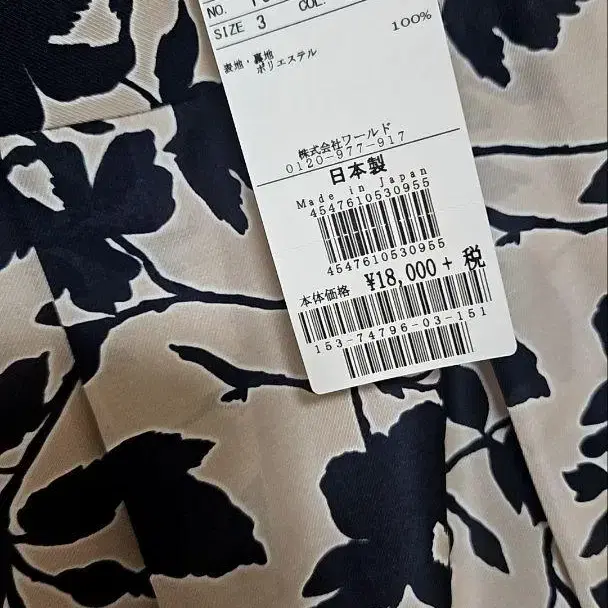 NO.
SIZE 3 COL.
100%
表地・裏地
ポリエステル
株式会社ワールド
0120-977-917
日本製
Made in Japan
4547610530955
4547610530955
本体価格 ¥18,000+ 税
153-74796-03-151